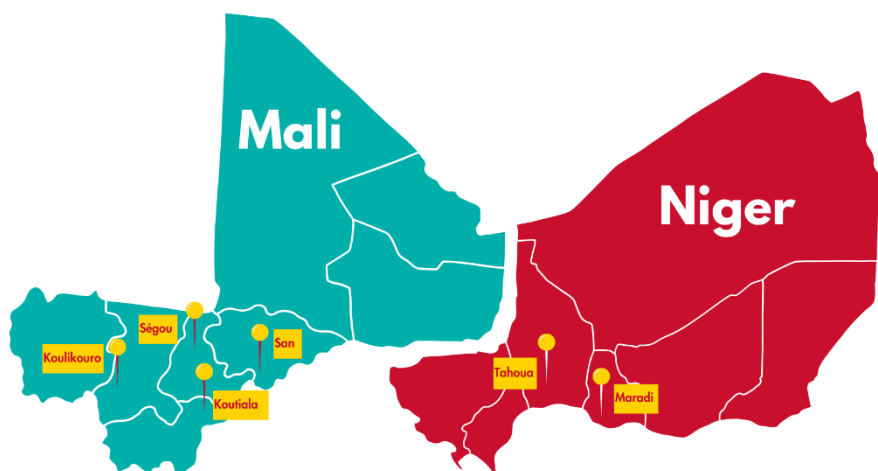 Mali
Niger
Ségou
San
Koulikouro
Koutiala
Tahoua
Maradi